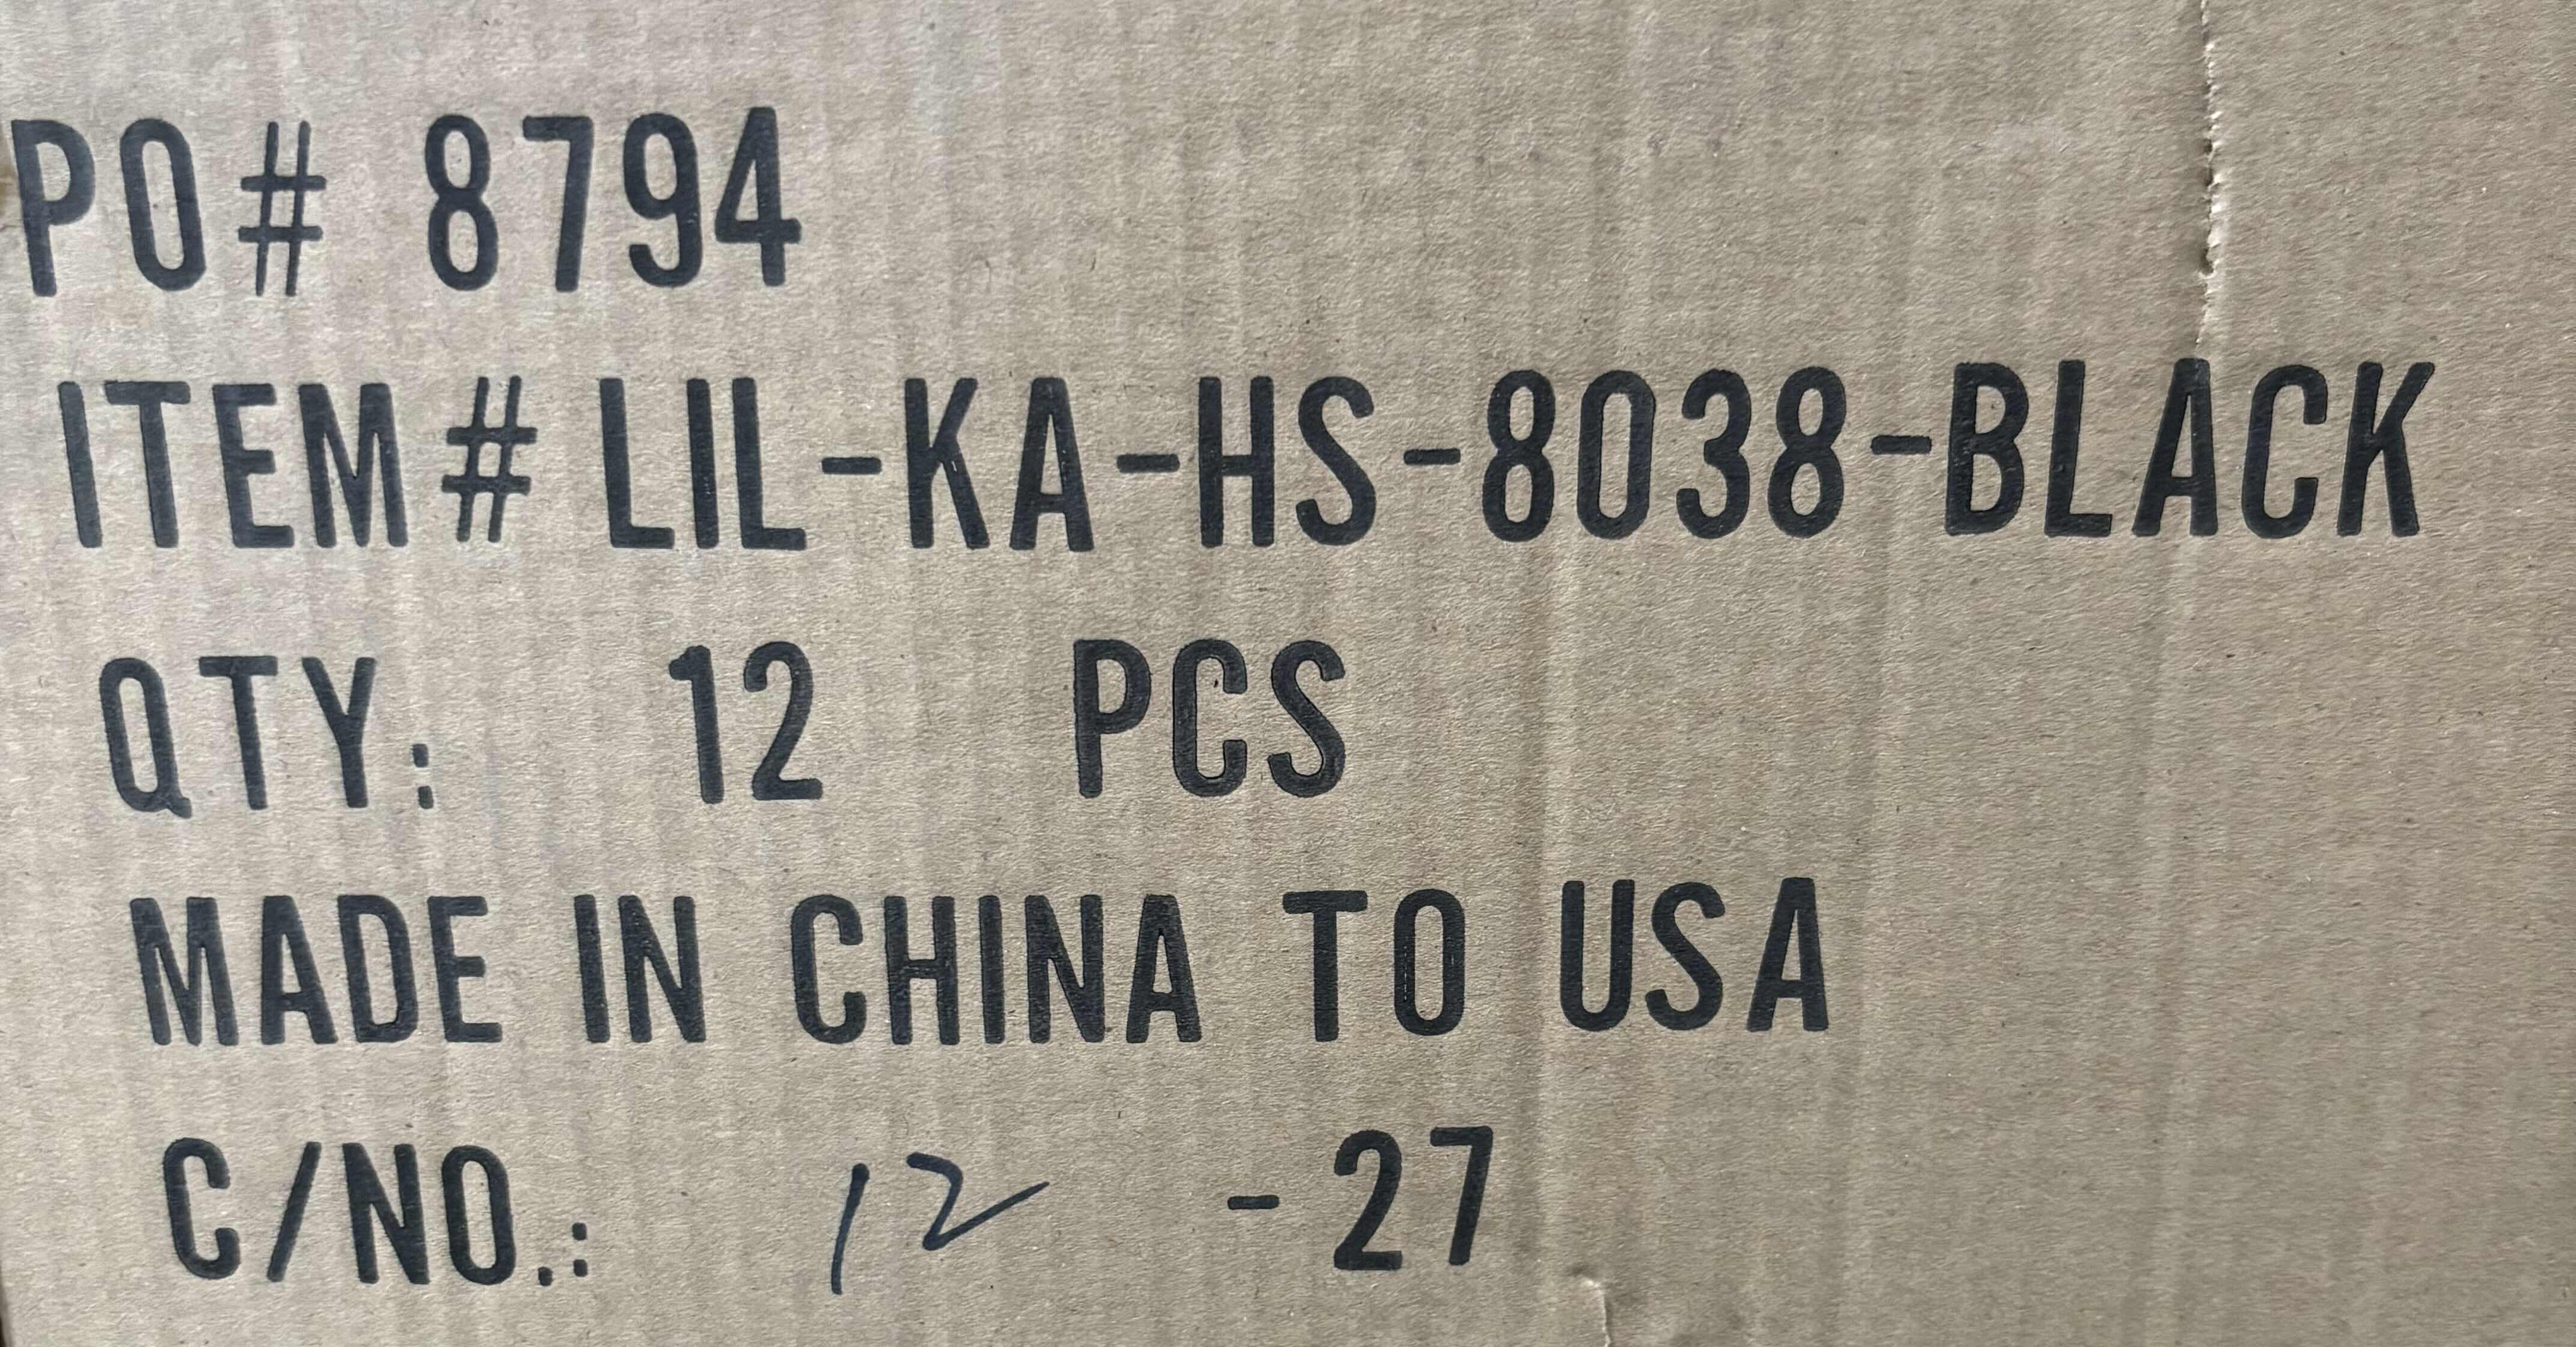 PO# 8794
ITEM# LIL-KA-HS-8038-BLACK
QTY: 12 PCS
MADE IN CHINA TO USA
C/NO.: 12 -27